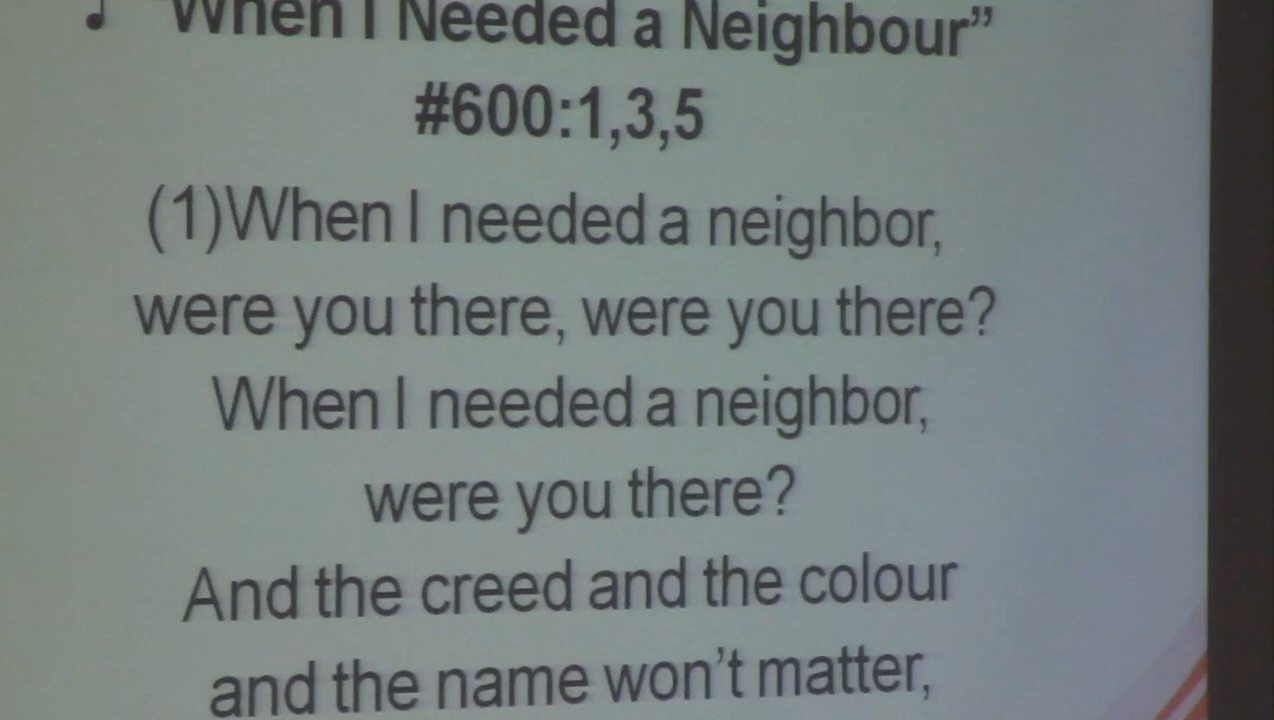 ♩ "When I Needed a Neighbour"
#600:1,3,5
(1)When I needed a neighbor,
were you there, were you there?
When I needed a neighbor,
were you there?
And the creed and the colour
and the name won't matter,